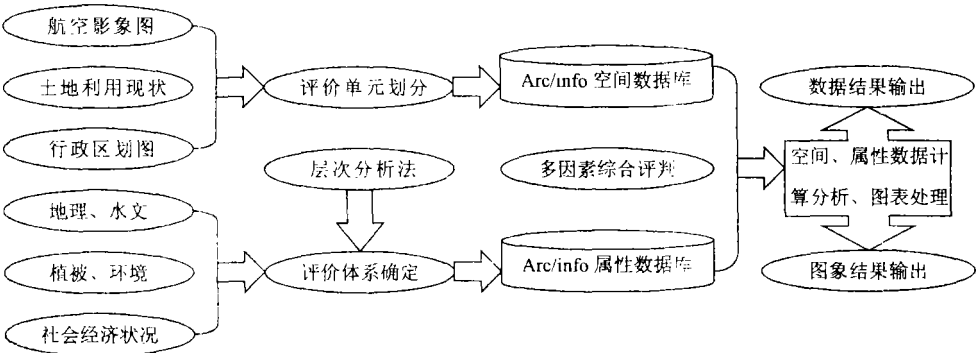 航空影象图
土地利用现状
行政区划图
地理、水文
植被、环境
社会经济状况
评价单元划分
层次分析法
评价体系确定
Arc/info 空间数据库
多因素综合评判
Arc/info 属性数据库
数据结果输出
空间、属性数据计
算分析、图表处理
图象结果输出